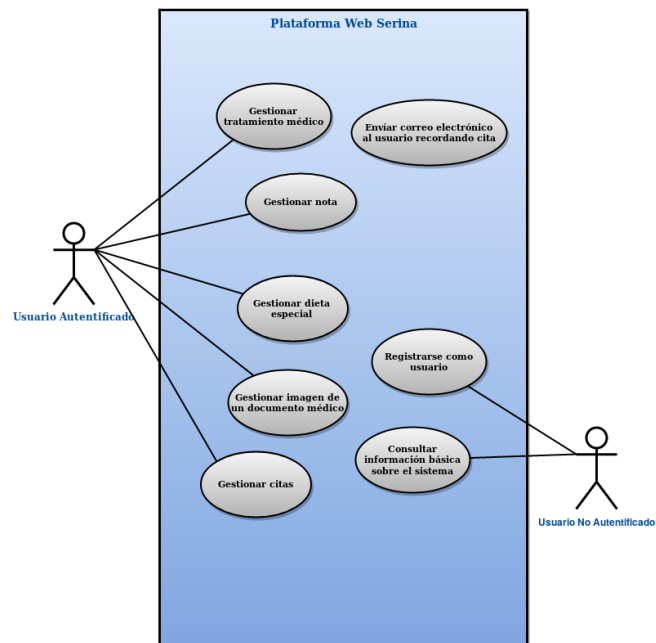 Plataforma Web Serina
Gestionar
tratamiento médico
Envíar correo electrónico
al usuario recordando cita
Gestionar nota
Usuario Autentificado
Gestionar dieta
especial
Registrarse como
usuario
Gestionar imagen de
un documento médico
Consultar
información básica
sobre el sistema
Gestionar citas
Usuario No Autentificado